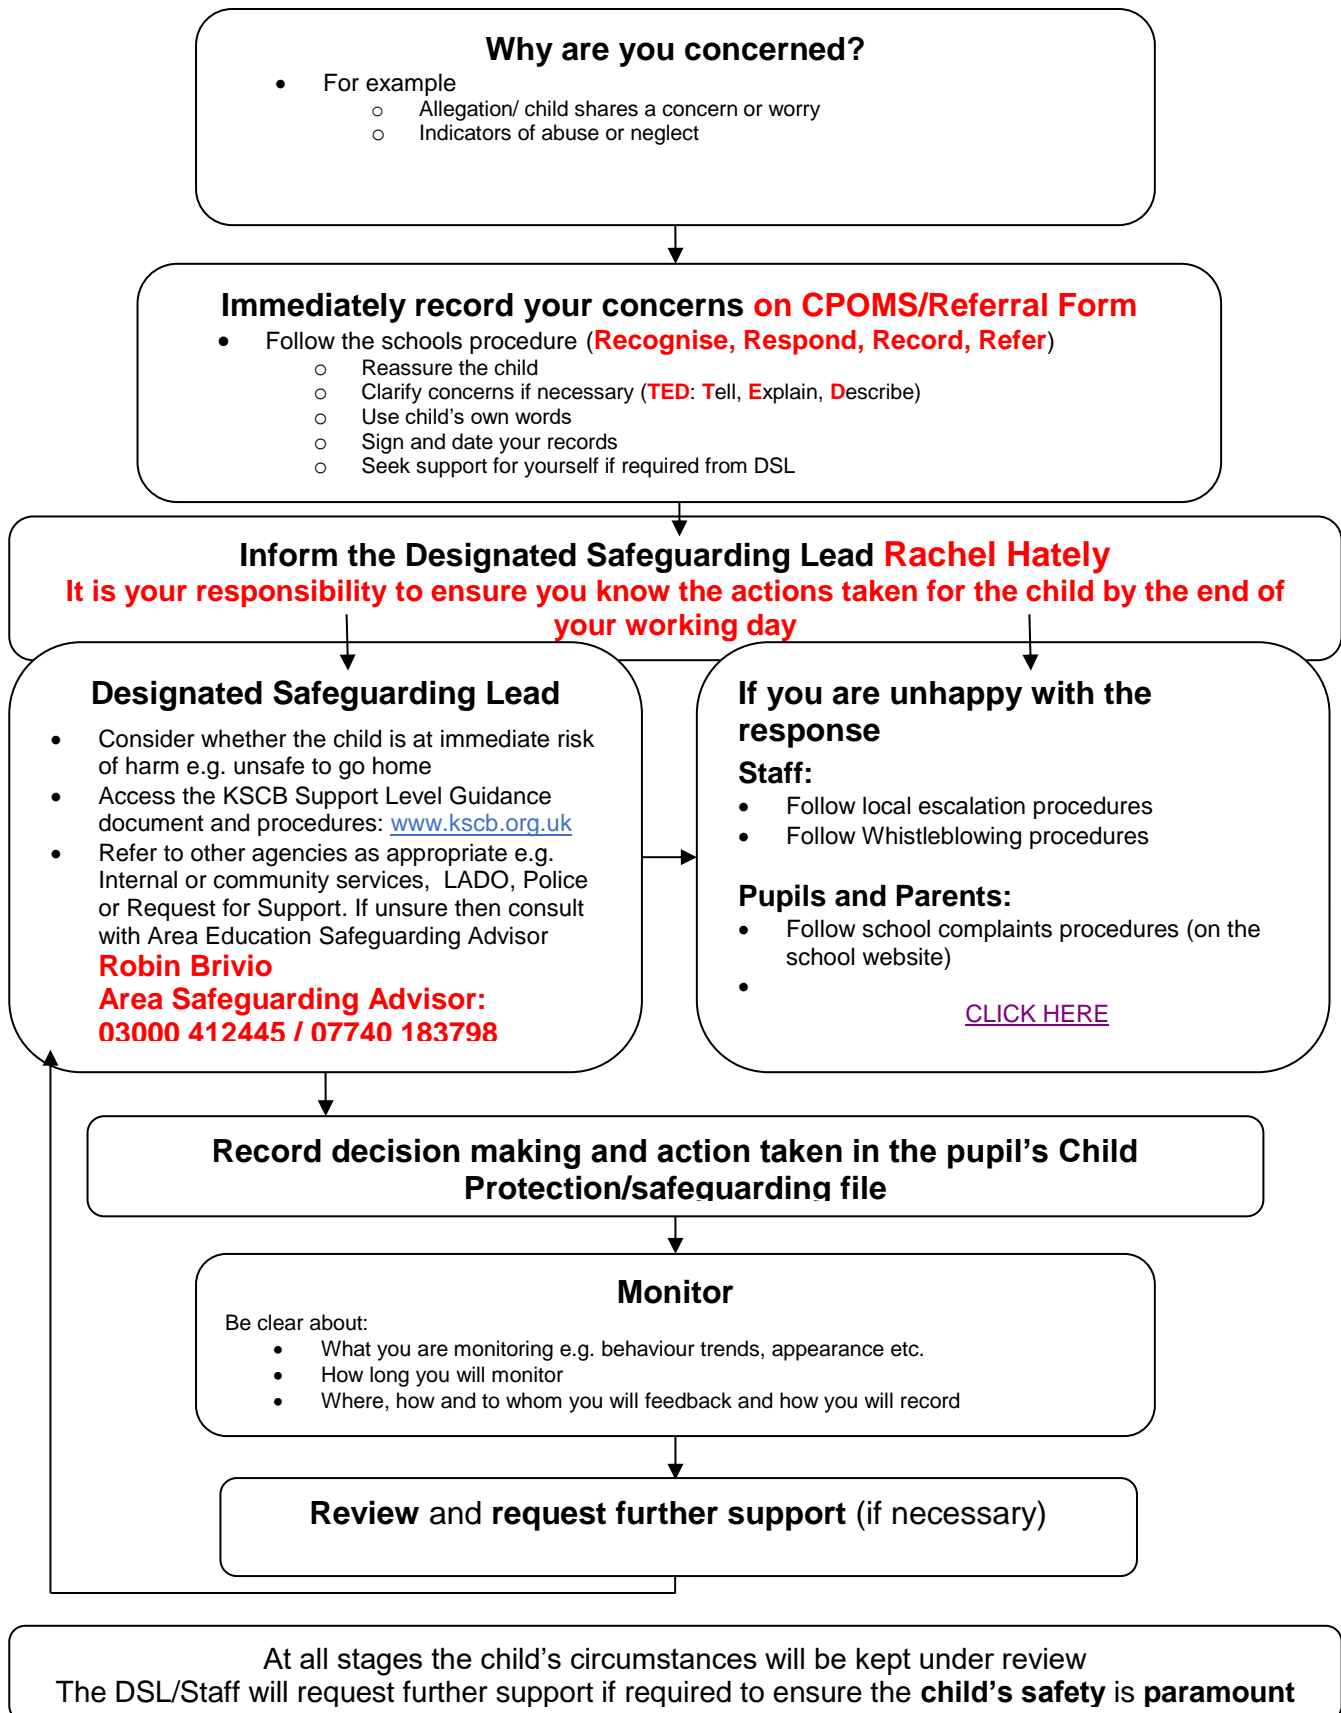 Why are you concerned?
• For example
o Allegation/ child shares a concern or worry
o Indicators of abuse or neglect
Immediately record your concerns on CPOMS/Referral Form
• Follow the schools procedure (Recognise, Respond, Record, Refer)
o Reassure the child
o Clarify concerns if necessary (TED: Tell, Explain, Describe)
o Use child's own words
o Sign and date your records
o Seek support for yourself if required from DSL
Inform the Designated Safeguarding Lead Rachel Hately
It is your responsibility to ensure you know the actions taken for the child by the end of
your working day
Designated Safeguarding Lead
• Consider whether the child is at immediate risk
of harm e.g. unsafe to go home
• Access the KSCB Support Level Guidance
document and procedures: www.kscb.org.uk
• Refer to other agencies as appropriate e.g.
Internal or community services, LADO, Police
or Request for Support. If unsure then consult
with Area Education Safeguarding Advisor
Robin Brivio
Area Safeguarding Advisor:
03000 412445 / 07740 183798
If you are unhappy with the
response
Staff:
• Follow local escalation procedures
• Follow Whistleblowing procedures
Pupils and Parents:
• Follow school complaints procedures (on the
school website)
•
CLICK HERE
Record decision making and action taken in the pupil's Child
Protection/safeguarding file
Monitor
Be clear about:
• What you are monitoring e.g. behaviour trends, appearance etc.
• How long you will monitor
• Where, how and to whom you will feedback and how you will record
Review and request further support (if necessary)
At all stages the child's circumstances will be kept under review
The DSL/Staff will request further support if required to ensure the child's safety is paramount